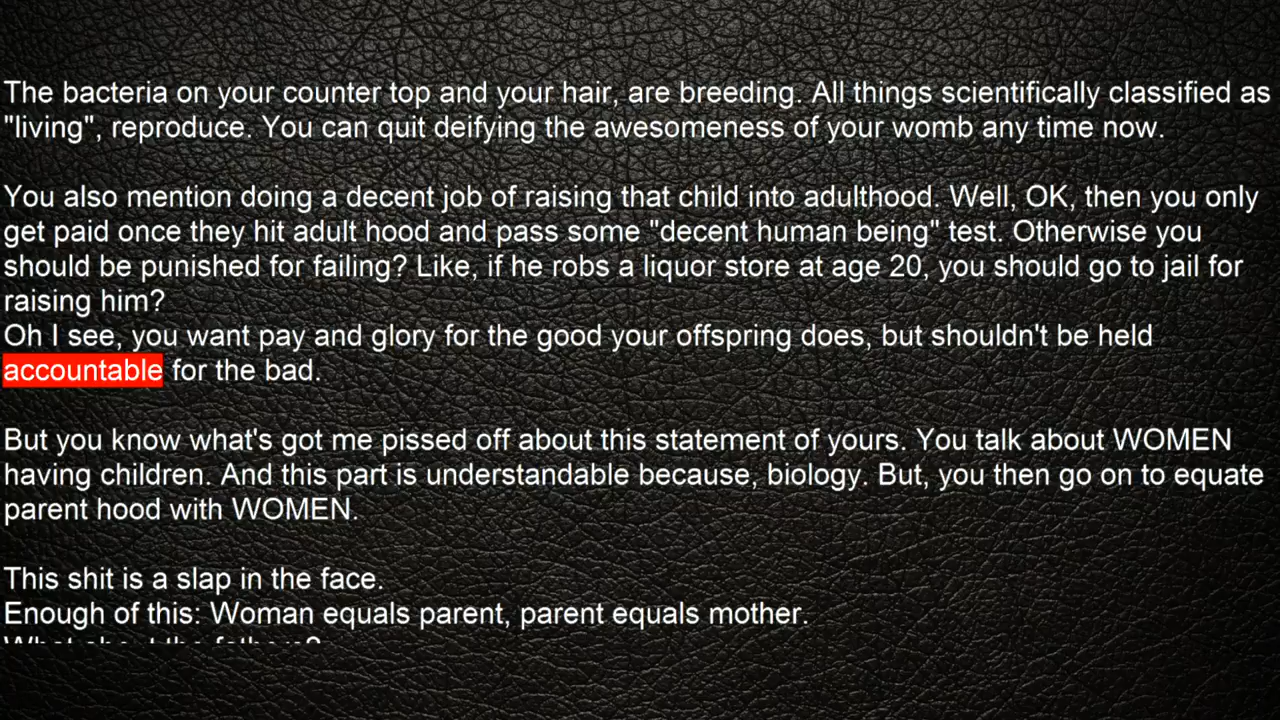 The bacteria on your counter top and your hair, are breeding. All things scientifically classified as
"living", reproduce. You can quit deifying the awesomeness of your womb any time now.
You also mention doing a decent job of raising that child into adulthood. Well, OK, then you only
get paid once they hit adult hood and pass some "decent human being" test. Otherwise you
should be punished for failing? Like, if he robs a liquor store at age 20, you should go to jail for
raising him?
Oh I see, you want pay and glory for the good your offspring does, but shouldn't be held
accountable for the bad.
But you know what's got me pissed off about this statement of yours. You talk about WOMEN
having children. And this part is understandable because, biology. But, you then go on to equate
parent hood with WOMEN.
This shit is a slap in the face.
Enough of this: Woman equals parent, parent equals mother.
What about the fathers?